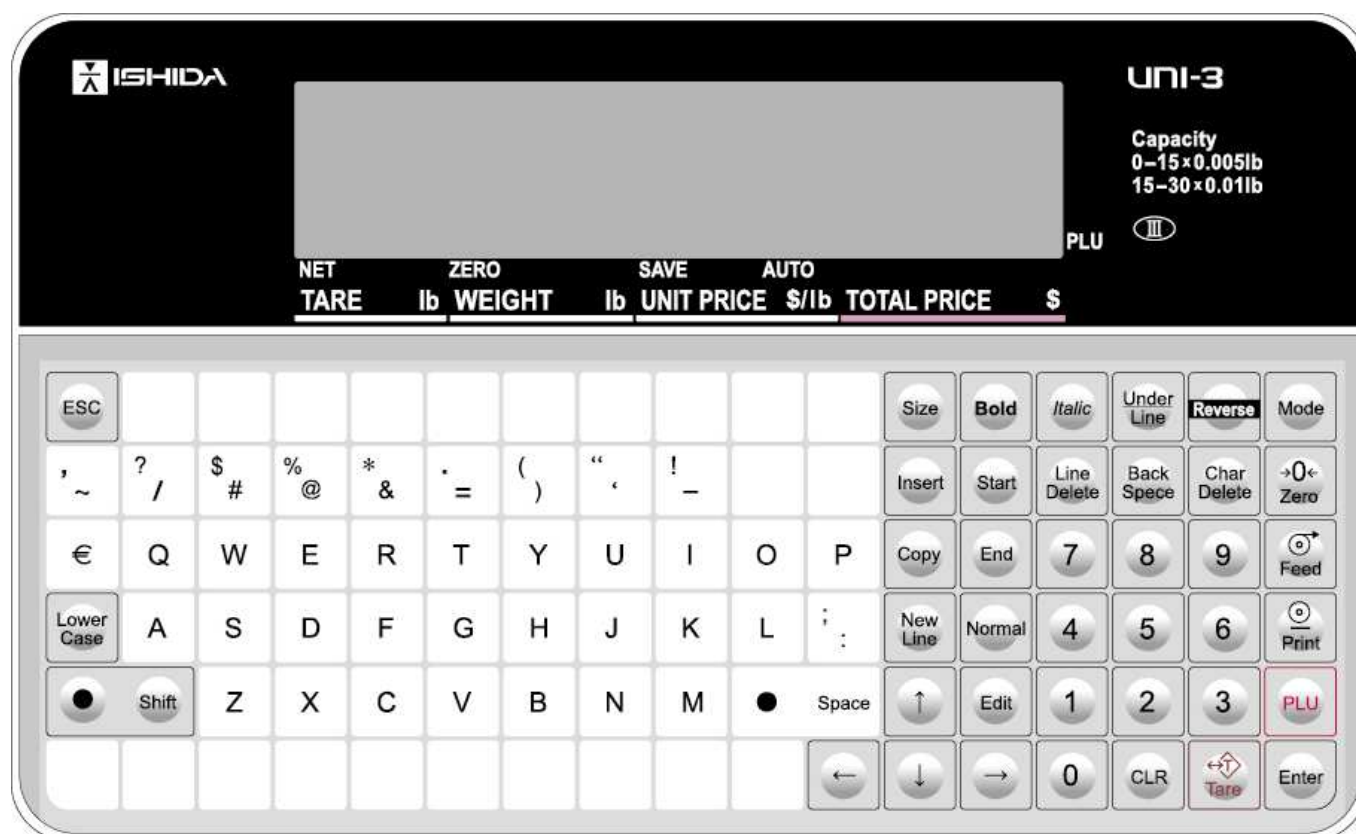 ISHIDA
UNI-3
Capacity
0-15×0.005lb
15-30×0.01lb
III
PLU
NET ZERO SAVE AUTO
TARE lb WEIGHT lb UNIT PRICE $/lb TOTAL PRICE $
ESC Size Bold Italic Under Line Reverse Mode
, ~ ? / $ # % @ * & . = ( ) “ ‘ ! – Insert Start Line Delete Back Spece Char Delete →0← Zero
€ Q W E R T Y U I O P Copy End 7 8 9 Feed
Lower Case A S D F G H J K L ; : New Line Normal 4 5 6 Print
● Shift Z X C V B N M ● Space ↑ Edit 1 2 3 PLU
← ↓ → 0 CLR ↔T Tare Enter